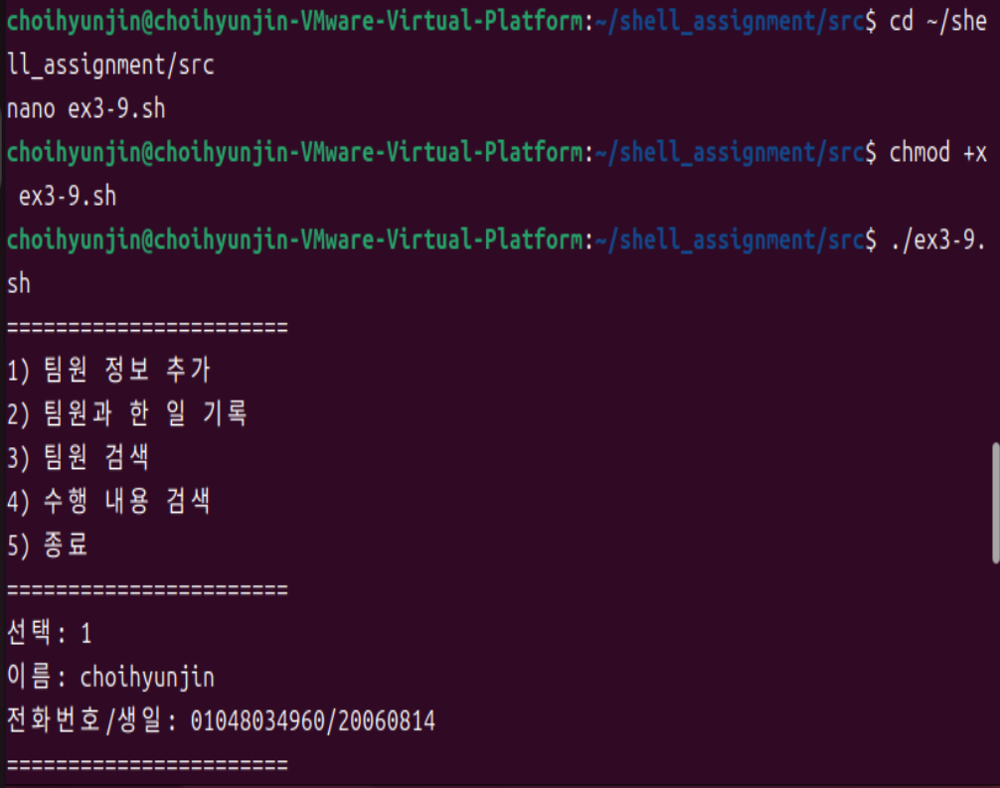 choihyunjin@choihyunjin-VMware-Virtual-Platform:~/shell_assignment/src$ cd ~/she
ll_assignment/src
nano ex3-9.sh
choihyunjin@choihyunjin-VMware-Virtual-Platform:~/shell_assignment/src$ chmod +x
 ex3-9.sh
choihyunjin@choihyunjin-VMware-Virtual-Platform:~/shell_assignment/src$ ./ex3-9.
sh
=======================
1) 팀원 정보 추가
2) 팀원과 한 일 기록
3) 팀원 검색
4) 수행 내용 검색
5) 종료
=======================
선택: 1
이름: choihyunjin
전화번호/생일: 01048034960/20060814
=======================